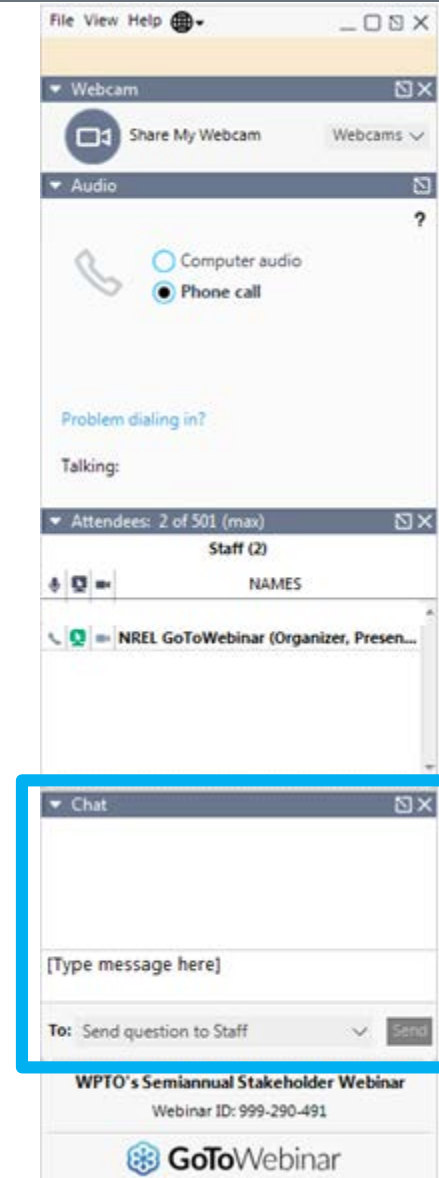 File View Help
Webcam
Share My Webcam Webcams
Audio
?
Computer audio
Phone call
Problem dialing in?
Talking:
Attendees: 2 of 501 (max)
Staff (2)
NAMES
NREL GoToWebinar (Organizer, Presen...
Chat
[Type message here]
To: Send question to Staff Send
WPTO's Semiannual Stakeholder Webinar
Webinar ID: 999-290-491
GoToWebinar